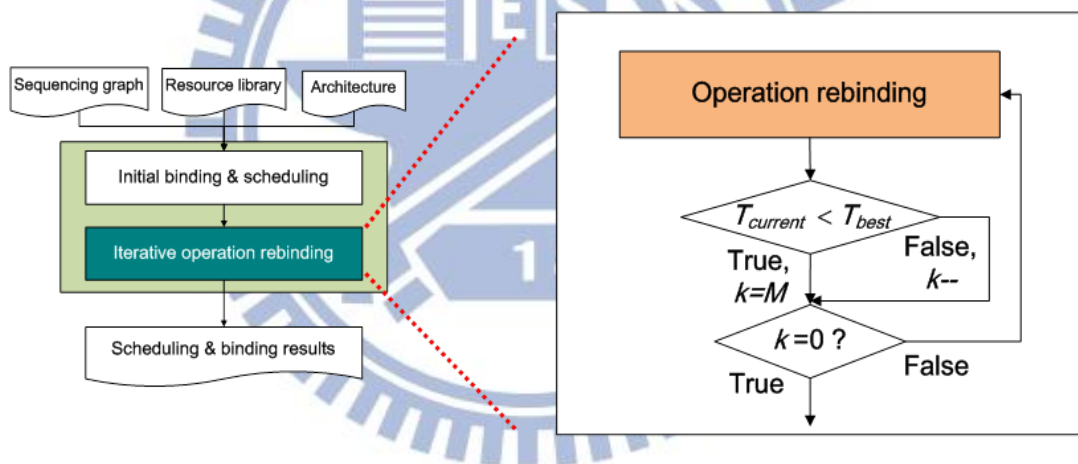 Sequencing graph
Resource library
Architecture
Initial binding & scheduling
Iterative operation rebinding
Scheduling & binding results
Operation rebinding
T_current < T_best
True,
k=M
False,
k--
k=0 ?
True
False